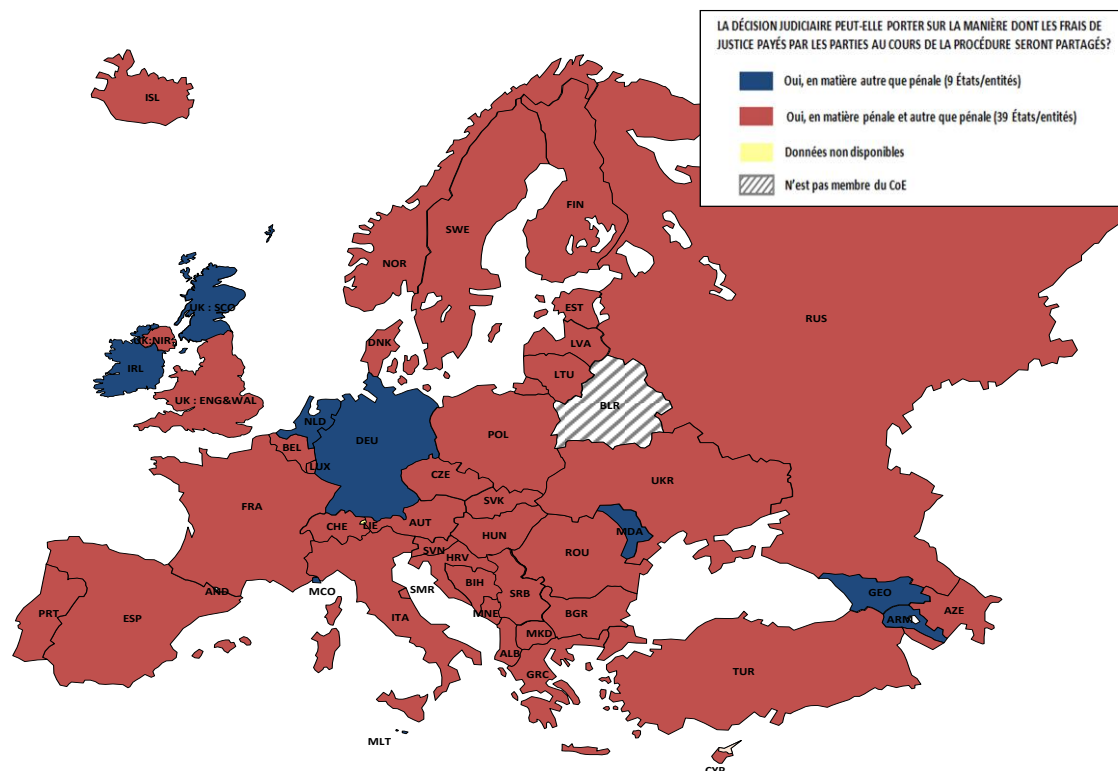 LA DÉCISION JUDICIAIRE PEUT-ELLE PORTER SUR LA MANIÈRE DONT LES FRAIS DE
JUSTICE PAYÉS PAR LES PARTIES AU COURS DE LA PROCÉDURE SERONT PARTAGÉS?
Oui, en matière autre que pénale (9 États/entités)
Oui, en matière pénale et autre que pénale (39 États/entités)
Données non disponibles
N'est pas membre du CoE
ISL
FIN
SWE
NOR
RUS
UK : SCO
EST
UK:NIR
DNK
LVA
IRL
LTU
UK : ENG&WAL
BLR
NLD
DEU
POL
BEL
LUX
CZE
UKR
SVK
FRA
CHE
LIE
AUT
MDA
HUN
SVN
ROU
HRV
BIH
AND
MCO
SMR
SRB
GEO
PRT
ESP
ITA
MNE
BGR
AZE
ARM
MKD
ALB
GRC
TUR
MLT
CYP